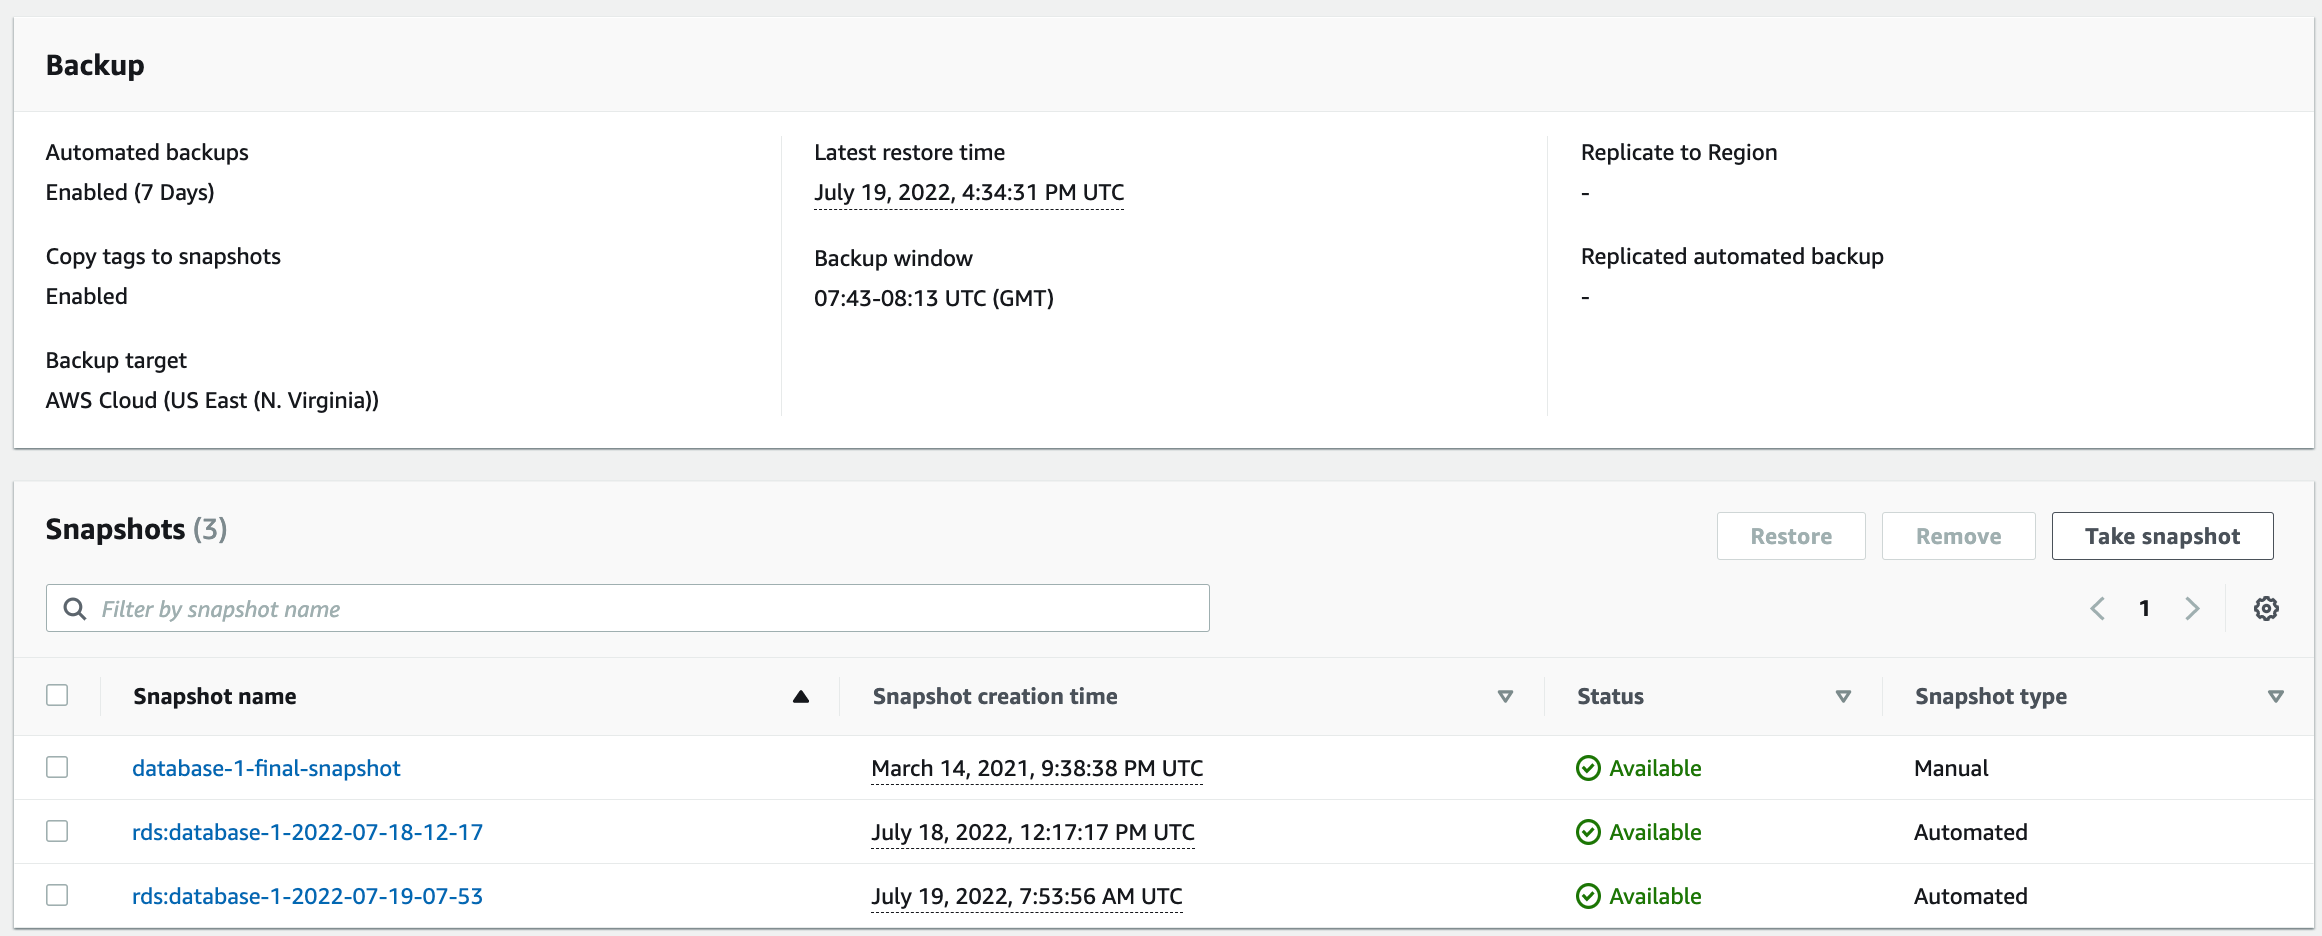 Backup
Automated backups
Enabled (7 Days)
Copy tags to snapshots
Enabled
Backup target
AWS Cloud (US East (N. Virginia))
Latest restore time
July 19, 2022, 4:34:31 PM UTC
Backup window
07:43-08:13 UTC (GMT)
Replicate to Region
-
Replicated automated backup
-
Snapshots (3)
Restore Remove Take snapshot
Filter by snapshot name
1
Snapshot name Snapshot creation time Status Snapshot type
database-1-final-snapshot March 14, 2021, 9:38:38 PM UTC Available Manual
rds:database-1-2022-07-18-12-17 July 18, 2022, 12:17:17 PM UTC Available Automated
rds:database-1-2022-07-19-07-53 July 19, 2022, 7:53:56 AM UTC Available Automated